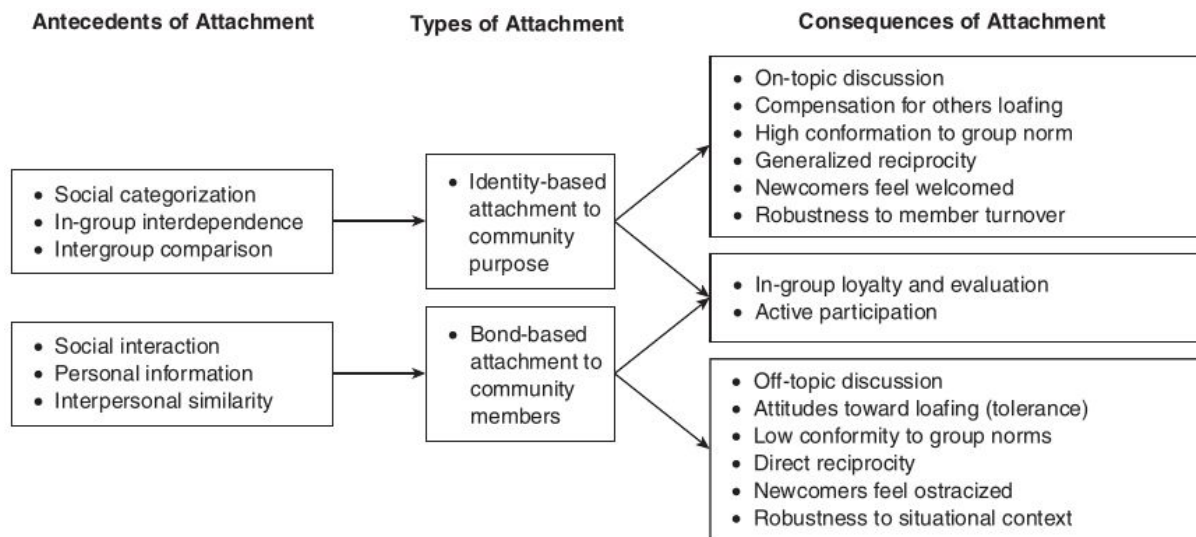 Antecedents of Attachment
Types of Attachment
Consequences of Attachment
• Social categorization
• In-group interdependence
• Intergroup comparison
• Social interaction
• Personal information
• Interpersonal similarity
• Identity-based
attachment to
community
purpose
• Bond-based
attachment to
community
members
• On-topic discussion
• Compensation for others loafing
• High conformation to group norm
• Generalized reciprocity
• Newcomers feel welcomed
• Robustness to member turnover
• In-group loyalty and evaluation
• Active participation
• Off-topic discussion
• Attitudes toward loafing (tolerance)
• Low conformity to group norms
• Direct reciprocity
• Newcomers feel ostracized
• Robustness to situational context